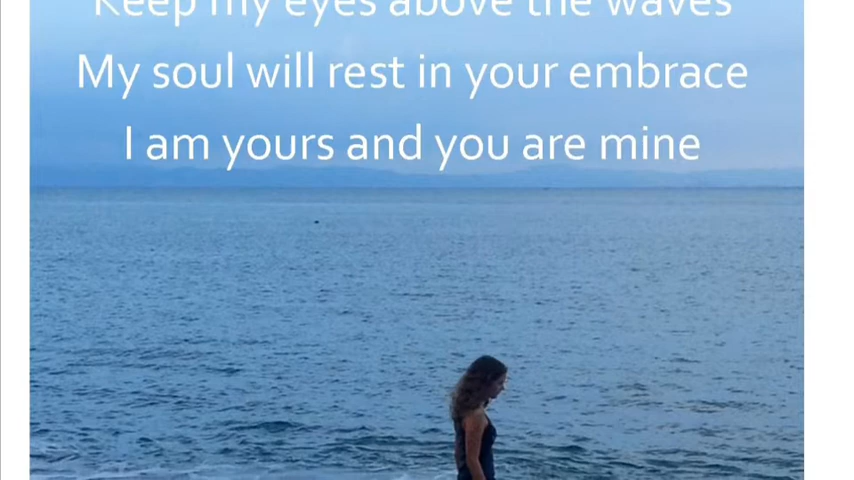 Keep my eyes above the waves
My soul will rest in your embrace
I am yours and you are mine